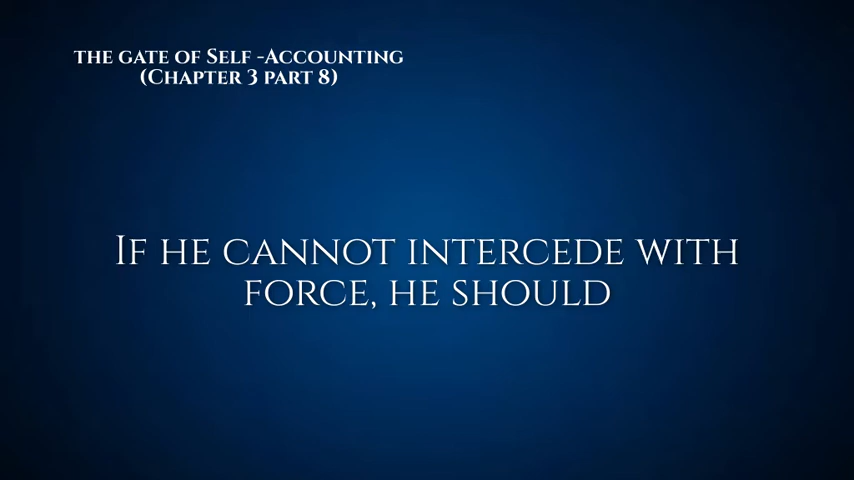 the gate of Self -Accounting
(Chapter 3 part 8)
If he cannot intercede with
force, he should